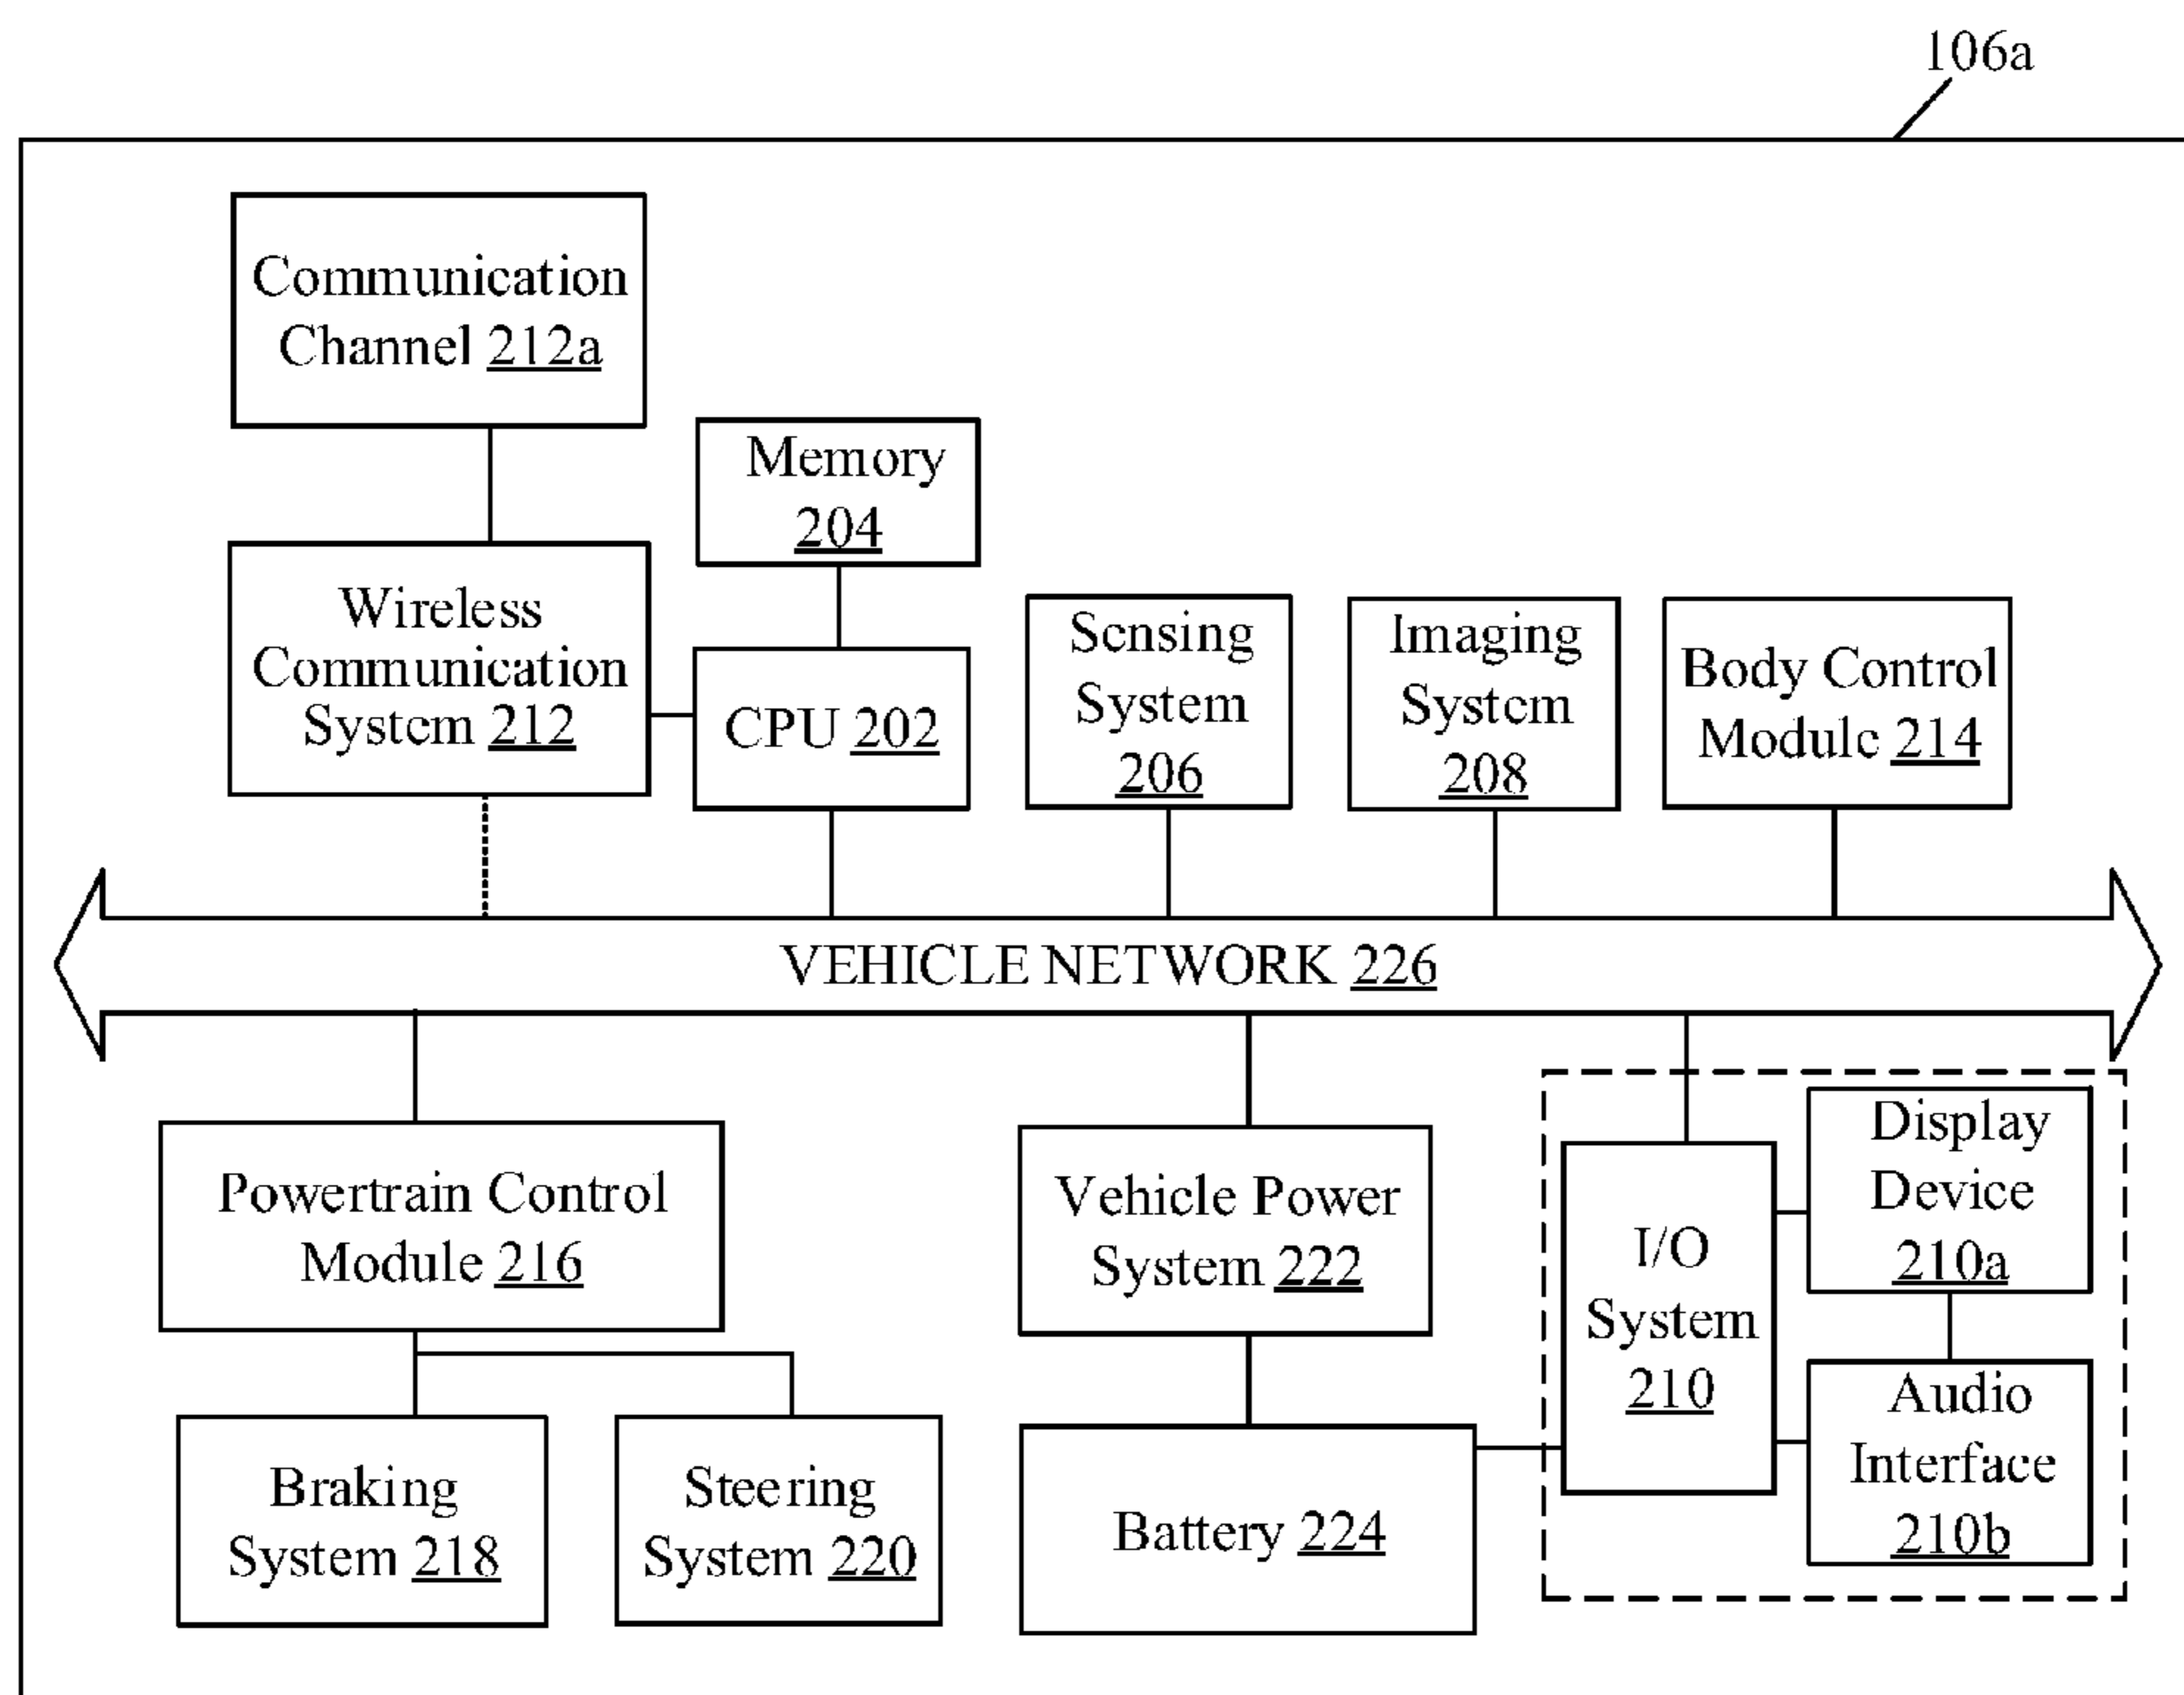 106a
Communication
Channel 212a
Memory
204
Wireless
Communication
System 212
CPU 202
Sensing
System
206
Imaging
System
208
Body Control
Module 214
VEHICLE NETWORK 226
Powertrain Control
Module 216
Vehicle Power
System 222
I/O
System
210
Display
Device
210a
Audio
Interface
210b
Braking
System 218
Steering
System 220
Battery 224